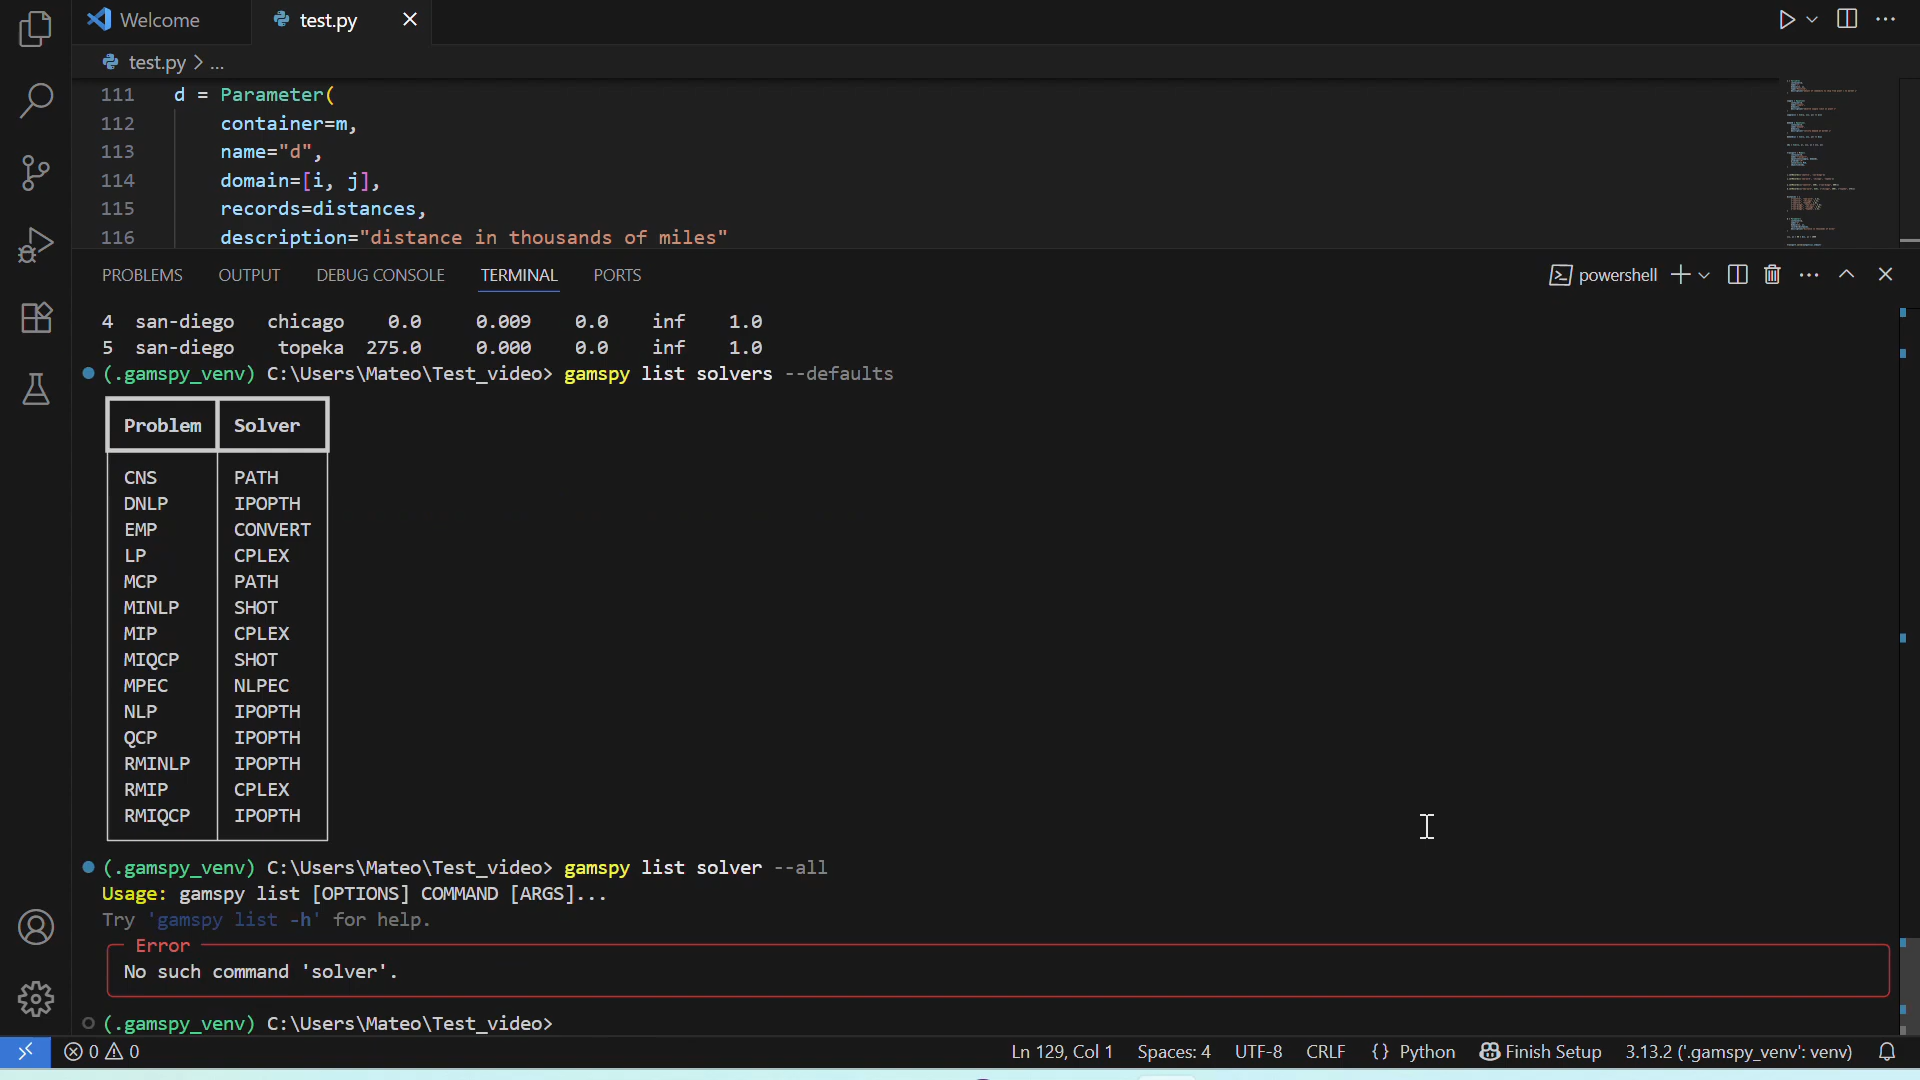 Welcome
test.py
test.py > ...
111 d = Parameter(
112 container=m,
113 name="d",
114 domain=[i, j],
115 records=distances,
116 description="distance in thousands of miles"
PROBLEMS OUTPUT DEBUG CONSOLE TERMINAL PORTS
powershell
4 san-diego chicago 0.0 0.009 0.0 inf 1.0
5 san-diego topeka 275.0 0.000 0.0 inf 1.0
(.gamspy_venv) C:\Users\Mateo\Test_video> gamspy list solvers --defaults
Problem Solver
CNS PATH
DNLP IPOPTH
EMP CONVERT
LP CPLEX
MCP PATH
MINLP SHOT
MIP CPLEX
MIQCP SHOT
MPEC NLPEC
NLP IPOPTH
QCP IPOPTH
RMINLP IPOPTH
RMIP CPLEX
RMIQCP IPOPTH
(.gamspy_venv) C:\Users\Mateo\Test_video> gamspy list solver --all
Usage: gamspy list [OPTIONS] COMMAND [ARGS]...
Try 'gamspy list -h' for help.
Error
No such command 'solver'.
(.gamspy_venv) C:\Users\Mateo\Test_video>
0 0 Ln 129, Col 1 Spaces: 4 UTF-8 CRLF {} Python Finish Setup 3.13.2 ('.gamspy_venv': venv)